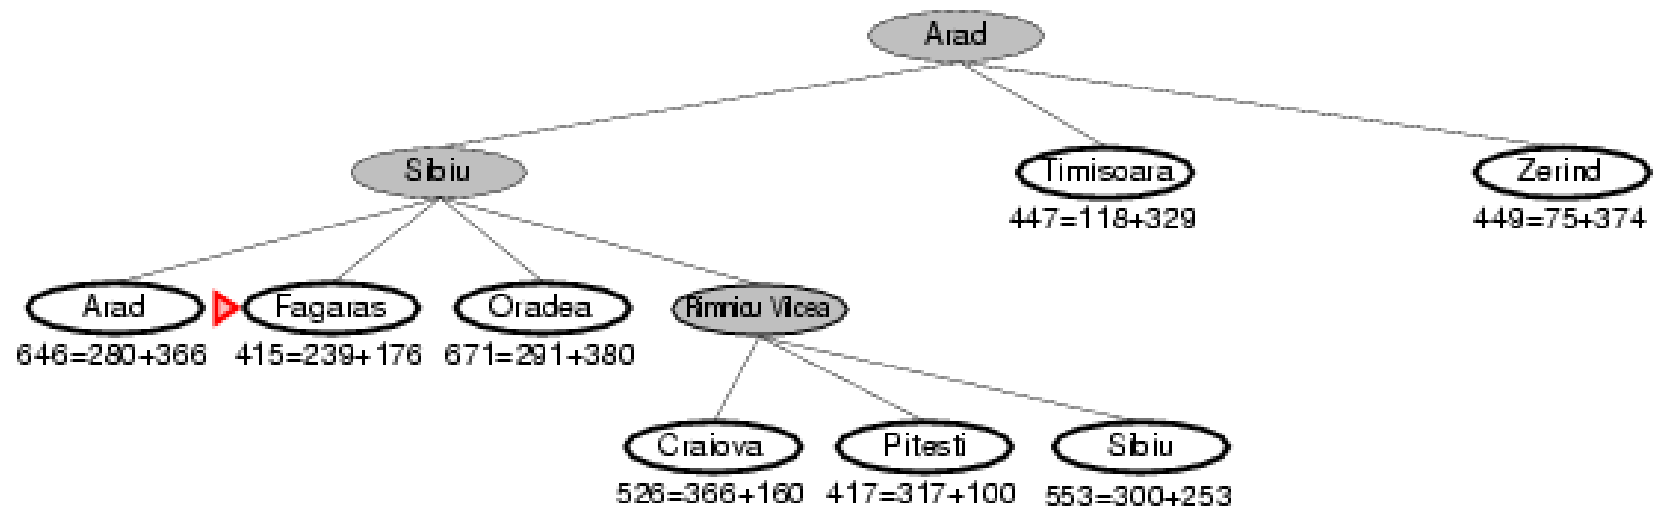 Arad
Sibiu
Timisoara
Zerind
447=118+329
449=75+374
Arad
Fagaras
Oradea
Rimnicu Vilcea
646=280+366
415=239+176
671=291+380
Craiova
Pitesti
Sibiu
526=366+160
417=317+100
553=300+253